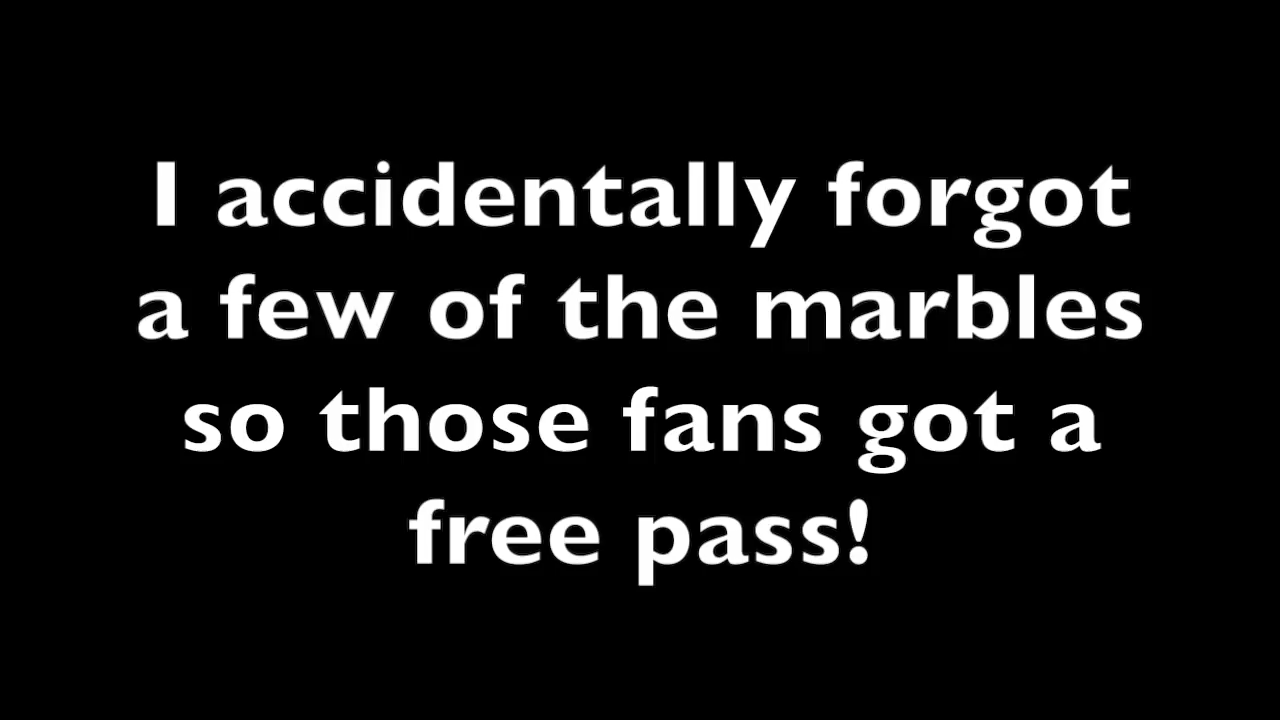 I accidentally forgot
a few of the marbles
so those fans got a
free pass!